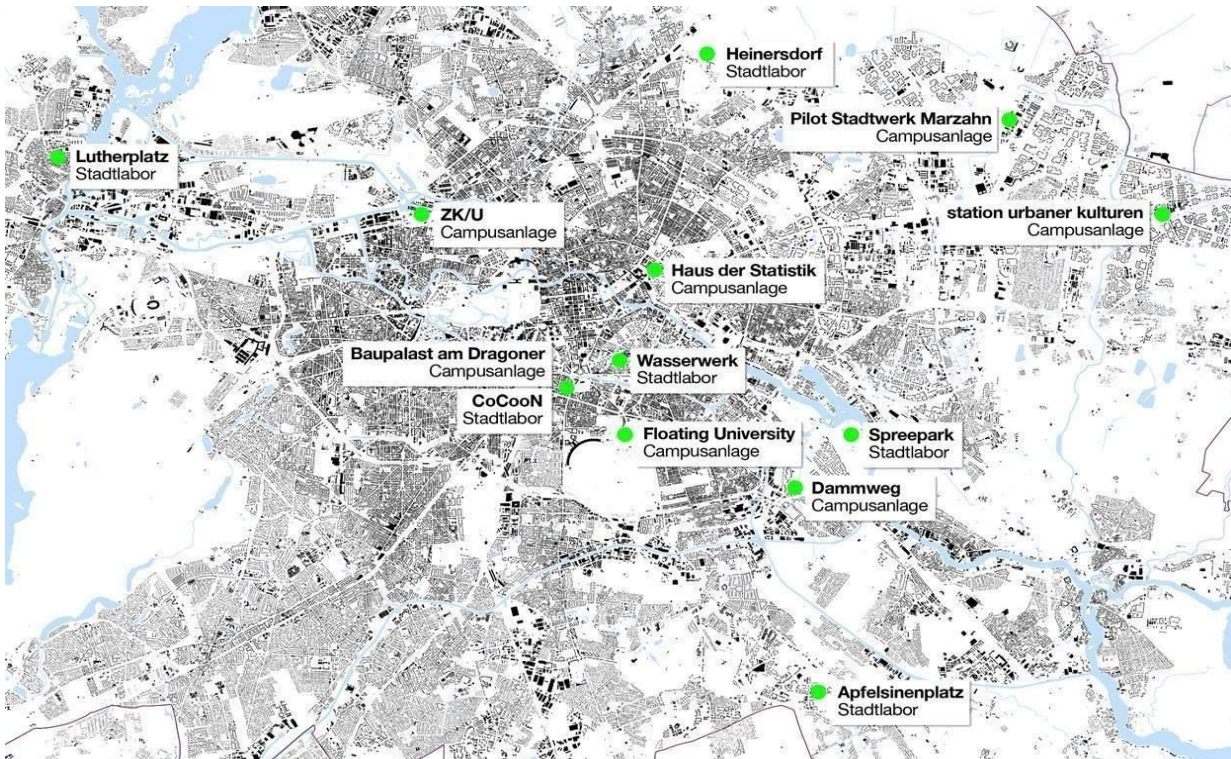 Heinersdorf
Stadtlabor
Pilot Stadtwerk Marzahn
Campusanlage
Lutherplatz
Stadtlabor
ZK/U
Campusanlage
station urbaner kulturen
Campusanlage
Haus der Statistik
Campusanlage
Baupalast am Dragoner
Campusanlage
Wasserwerk
Stadtlabor
CoCooN
Stadtlabor
Floating University
Campusanlage
Spreepark
Stadtlabor
Dammweg
Campusanlage
Apfelsinenplatz
Stadtlabor